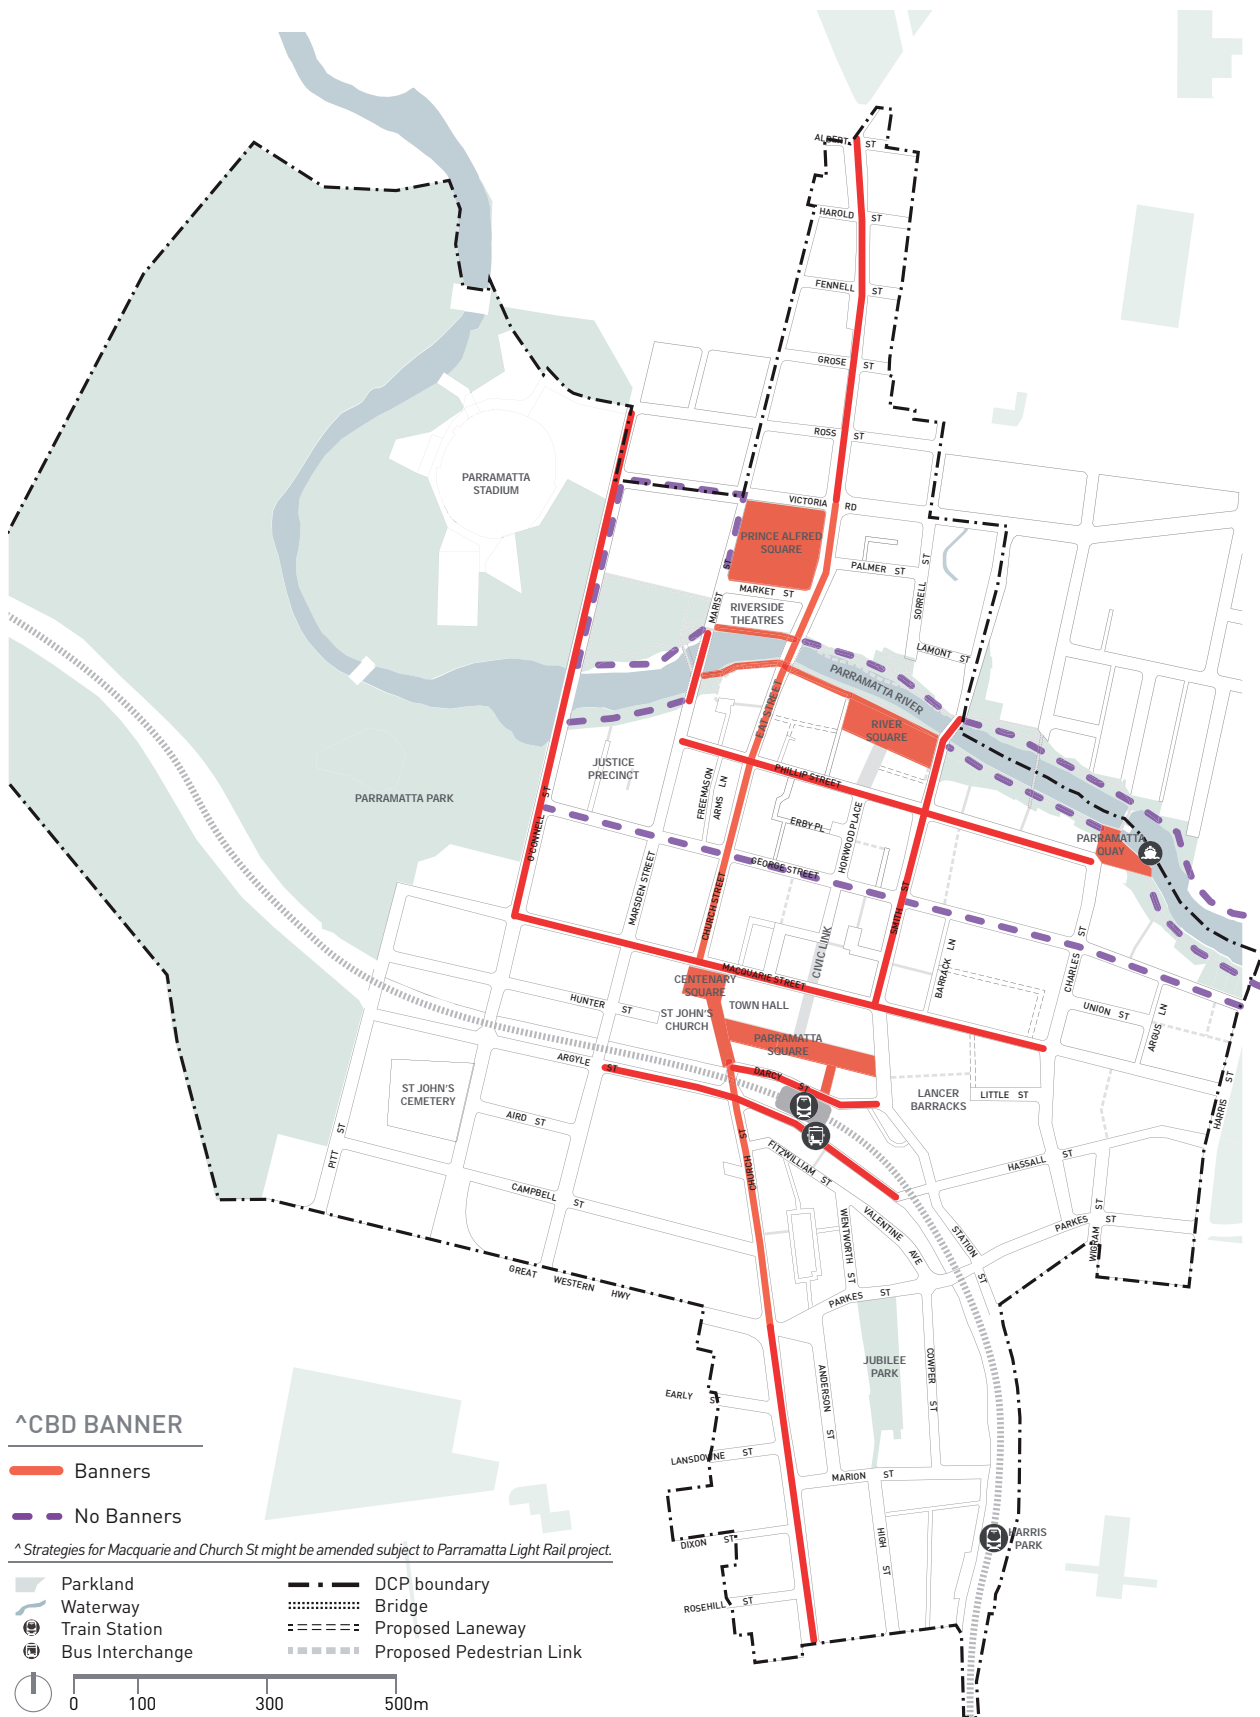 ALBERT ST
HAROLD ST
FENNELL ST
GROSE ST
ROSS ST
PARRAMATTA
STADIUM
VICTORIA RD
PRINCE ALFRED
SQUARE
PALMER ST
SORRELL ST
MARKET ST
MARIST ST
RIVERSIDE
THEATRES
LAMONT ST
PARRAMATTA RIVER
EAT STREET
RIVER
SQUARE
JUSTICE
PRECINCT
PHILLIP STREET
PARRAMATTA PARK
O'CONNELL ST
FREEMASON
ARMS LN
ERBY PL
HORWOOD PLACE
PARRAMATTA
QUAY
GEORGE STREET
MARSDEN STREET
CHURCH STREET
SMITH ST
CIVIC LINK
BARRACK LN
CHARLES ST
MACQUARIE STREET
CENTENARY
SQUARE
TOWN HALL
HUNTER ST
ST JOHN'S
CHURCH
UNION ST
ARGUS LN
PARRAMATTA
SQUARE
ARGYLE ST
DARCY ST
ST JOHN'S
CEMETERY
LANCER
BARRACKS
LITTLE ST
HARRIS ST
AIRD ST
PITT ST
CHURCH ST
FITZWILLIAM ST
HASSALL ST
CAMPBELL ST
WENTWORTH ST
VALENTINE AVE
STATION ST
PARKES ST
WIGRAM ST
GREAT WESTERN HWY
PARKES ST
JUBILEE
PARK
ANDERSON ST
COWPER ST
EARLY ST
LANSDOWNE ST
MARION ST
HIGH ST
DIXON ST
HARRIS
PARK
ROSEHILL ST
^CBD BANNER
Banners
No Banners
^ Strategies for Macquarie and Church St might be amended subject to Parramatta Light Rail project.
Parkland
Waterway
Train Station
Bus Interchange
DCP boundary
Bridge
Proposed Laneway
Proposed Pedestrian Link
0 100 300 500m